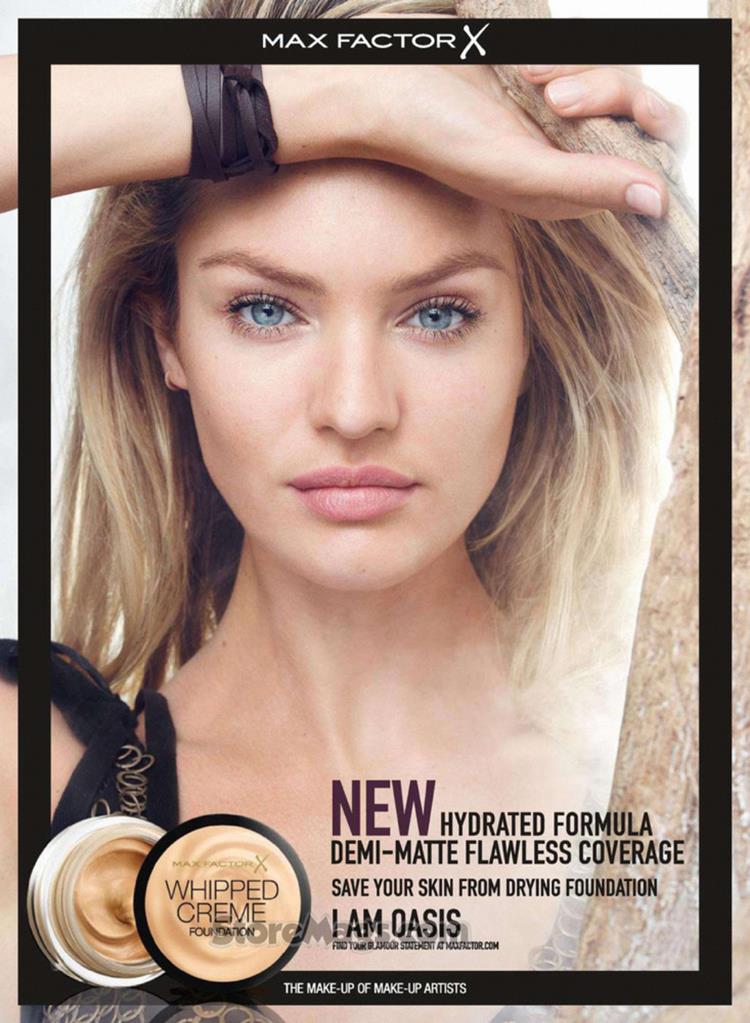 MAX FACTOR X
NEW HYDRATED FORMULA
DEMI-MATTE FLAWLESS COVERAGE
SAVE YOUR SKIN FROM DRYING FOUNDATION
I AM OASIS
FIND YOUR GLAMOUR STATEMENT AT MAXFACTOR.COM
MAX FACTOR X
WHIPPED
CREME
FOUNDATION
THE MAKE-UP OF MAKE-UP ARTISTS